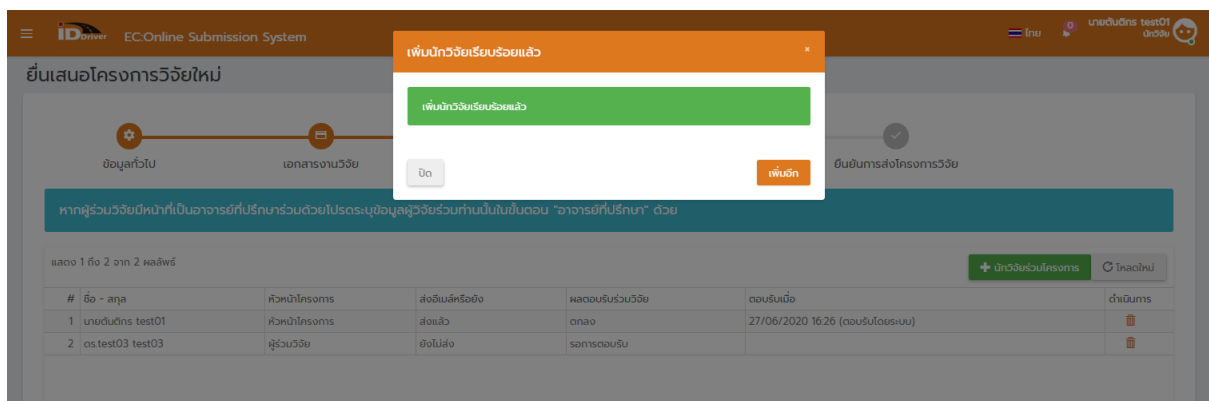 iDDriver EC:Online Submission System
ไทย
0
นายตันติกร test01
นักวิจัย
ยื่นเสนอโครงการวิจัยใหม่
เพิ่มนักวิจัยเรียบร้อยแล้ว ×
เพิ่มนักวิจัยเรียบร้อยแล้ว
ปิด เพิ่มอีก
ข้อมูลทั่วไป เอกสารงานวิจัย ยืนยันการส่งโครงการวิจัย
หากผู้ร่วมวิจัยมีหน้าที่เป็นอาจารย์ที่ปรึกษาร่วมด้วยโปรดระบุข้อมูลผู้วิจัยร่วมท่านนั้นในขั้นตอน "อาจารย์ที่ปรึกษา" ด้วย
แสดง 1 ถึง 2 จาก 2 ผลลัพธ์
นักวิจัยร่วมโครงการ โหลดใหม่
# ชื่อ - สกุล หัวหน้าโครงการ ส่งอีเมล์หรือยัง ผลตอบรับร่วมวิจัย ตอบรับเมื่อ ดำเนินการ
1 นายตันติกร test01 หัวหน้าโครงการ ส่งแล้ว ตกลง 27/06/2020 16:26 (ตอบรับโดยระบบ)
2 ดร.test03 test03 ผู้ร่วมวิจัย ยังไม่ส่ง รอการตอบรับ